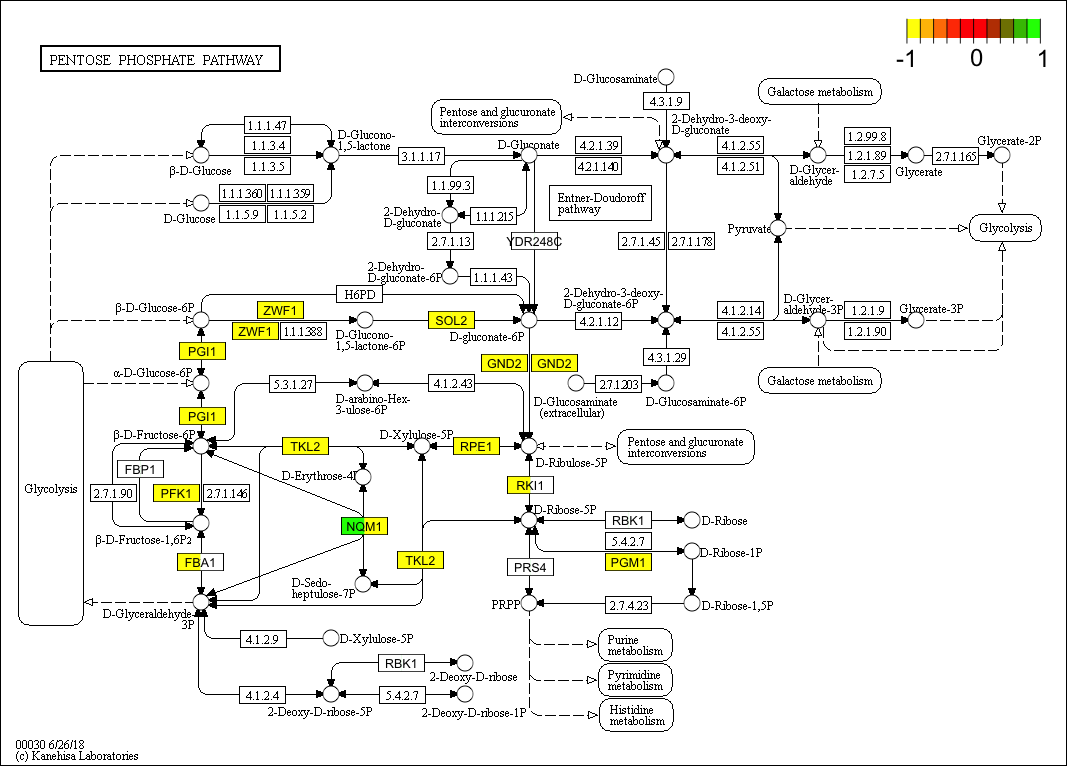 PENTOSE PHOSPHATE PATHWAY
-1
0
1
D-Glucosaminate
4.3.1.9
Galactose metabolism
Pentose and glucuronate
interconversions
2-Dehydro-3-deoxy-
D-gluconate
1.1.1.47
1.1.3.4
1.1.3.5
D-Glucono-
1,5-lactone
3.1.1.17
D-Gluconate
4.2.1.39
4.2.1.140
4.1.2.55
4.1.2.51
1.2.99.8
1.2.1.89
1.2.7.5
Glycerate-2P
2.7.1.165
β-D-Glucose
D-Glycer-
aldehyde
Glycerate
1.1.1.360
1.1.1.359
1.1.5.9
1.1.5.2
D-Glucose
1.1.99.3
2-Dehydro-
D-gluconate
1.1.1.215
Entner-Doudoroff
pathway
2.7.1.13
YDR248C
2.7.1.45
2.7.1.178
Pyruvate
Glycolysis
2-Dehydro-
D-gluconate-6P
1.1.1.43
H6PD
2-Dehydro-3-deoxy-
D-gluconate-6P
β-D-Glucose-6P
ZWF1
ZWF1
1.1.1388
D-Glucono-
1,5-lactone-6P
SOL2
D-gluconate-6P
4.2.1.12
4.1.2.14
4.1.2.55
D-Glycer-
aldehyde-3P
1.2.1.9
1.2.1.90
Glycerate-3P
PGI1
GND2
GND2
4.3.1.29
α-D-Glucose-6P
5.3.1.27
D-arabino-Hex-
3-ulose-6P
4.1.2.43
2.7.1203
D-Glucosaminate
(extracellular)
D-Glucosaminate-6P
Galactose metabolism
PGI1
β-D-Fructose-6P
TKL2
D-Xylulose-5P
RPE1
D-Ribulose-5P
Pentose and glucuronate
interconversions
FBP1
D-Erythrose-4P
Glycolysis
2.7.1.90
PFK1
2.7.1.146
RKI1
D-Ribose-5P
RBK1
D-Ribose
NQM1
β-D-Fructose-1,6P2
5.4.2.7
D-Ribose-1P
FBA1
TKL2
PRS4
PGM1
D-Sedo-
heptulose-7P
D-Glyceraldehyde-
3P
PRPP
2.7.4.23
D-Ribose-1,5P
4.1.2.9
D-Xylulose-5P
Purine
metabolism
RBK1
2-Deoxy-D-ribose
Pyrimidine
metabolism
4.1.2.4
2-Deoxy-D-ribose-5P
5.4.2.7
2-Deoxy-D-ribose-1P
Histidine
metabolism
00030 6/26/18
(c) Kanehisa Laboratories